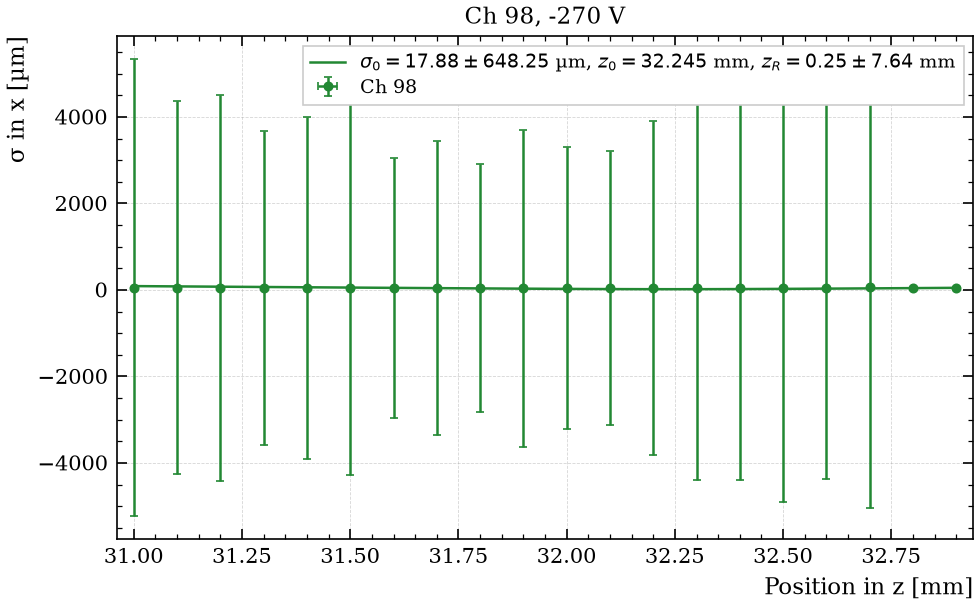 Ch 98, -270 V
σ in x [µm]
σ₀ = 17.88 ± 648.25 µm, z₀ = 32.245 mm, z_R = 0.25 ± 7.64 mm
Ch 98
4000
2000
0
−2000
−4000
31.00 31.25 31.50 31.75 32.00 32.25 32.50 32.75
Position in z [mm]